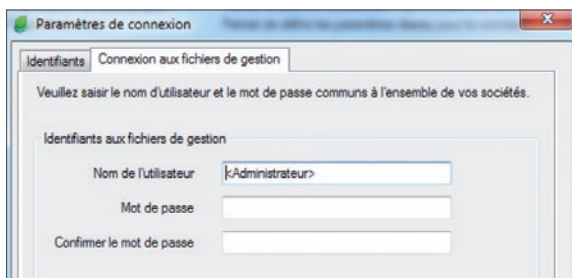 Paramètres de connexion
Identifiants
Connexion aux fichiers de gestion
Veuillez saisir le nom d'utilisateur et le mot de passe communs à l'ensemble de vos sociétés.
Identifiants aux fichiers de gestion
Nom de l'utilisateur <Administrateur>
Mot de passe
Confirmer le mot de passe